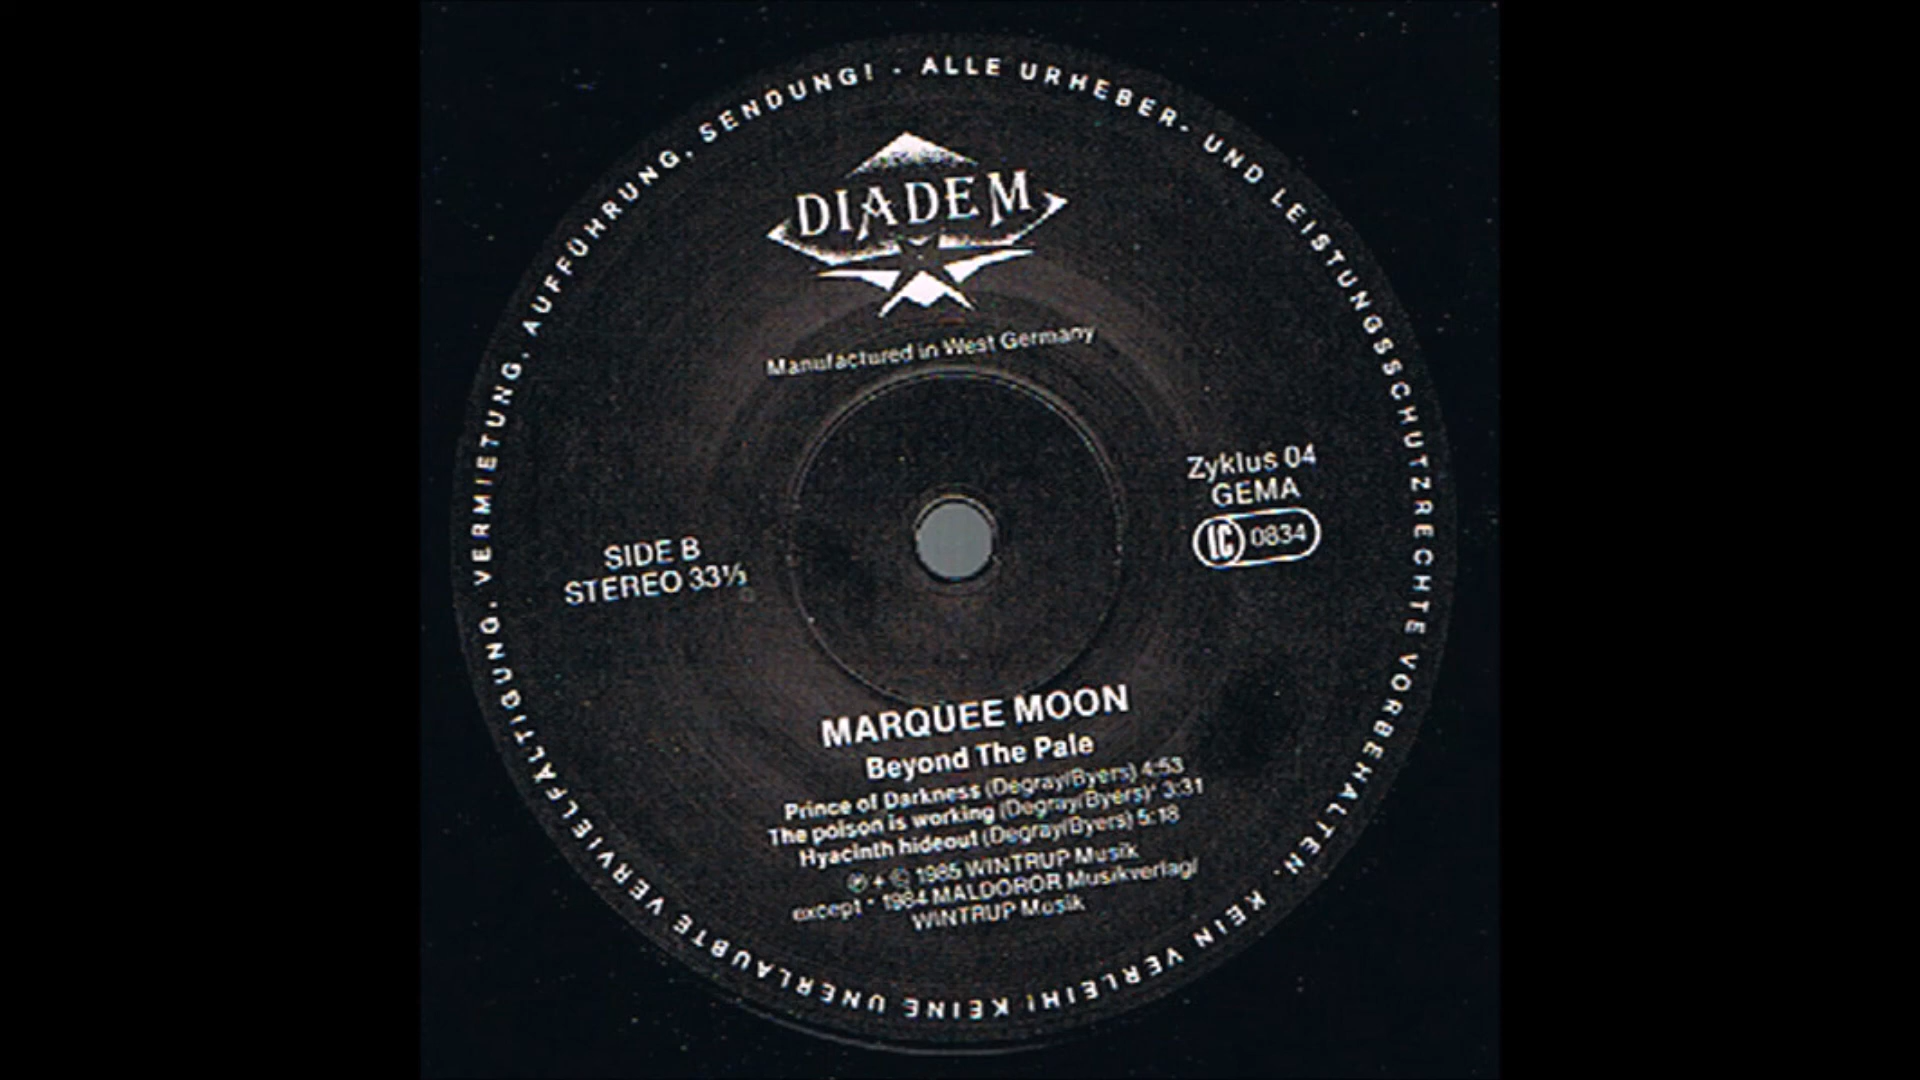 ALLE URHEBER- UND LEISTUNGSSCHUTZRECHTE VORBEHALTEN. KEIN VERLEIH! KEINE UNERLAUBTE VERVIELFÄLTIGUNG, VERMIETUNG, AUFFÜHRUNG, SENDUNG! -
DIADEM
Manufactured in West Germany
Zyklus 04
GEMA
LC 0834
SIDE B
STEREO 33⅓
MARQUEE MOON
Beyond The Pale
Prince of Darkness (Degray/Byers) 4:53
The poison is working (Degray/Byers)* 3:31
Hyacinth hideout (Degray/Byers) 5:18
℗ + © 1985 WINTRUP Musik
except * 1984 MALDOROR Musikverlag/
WINTRUP Musik